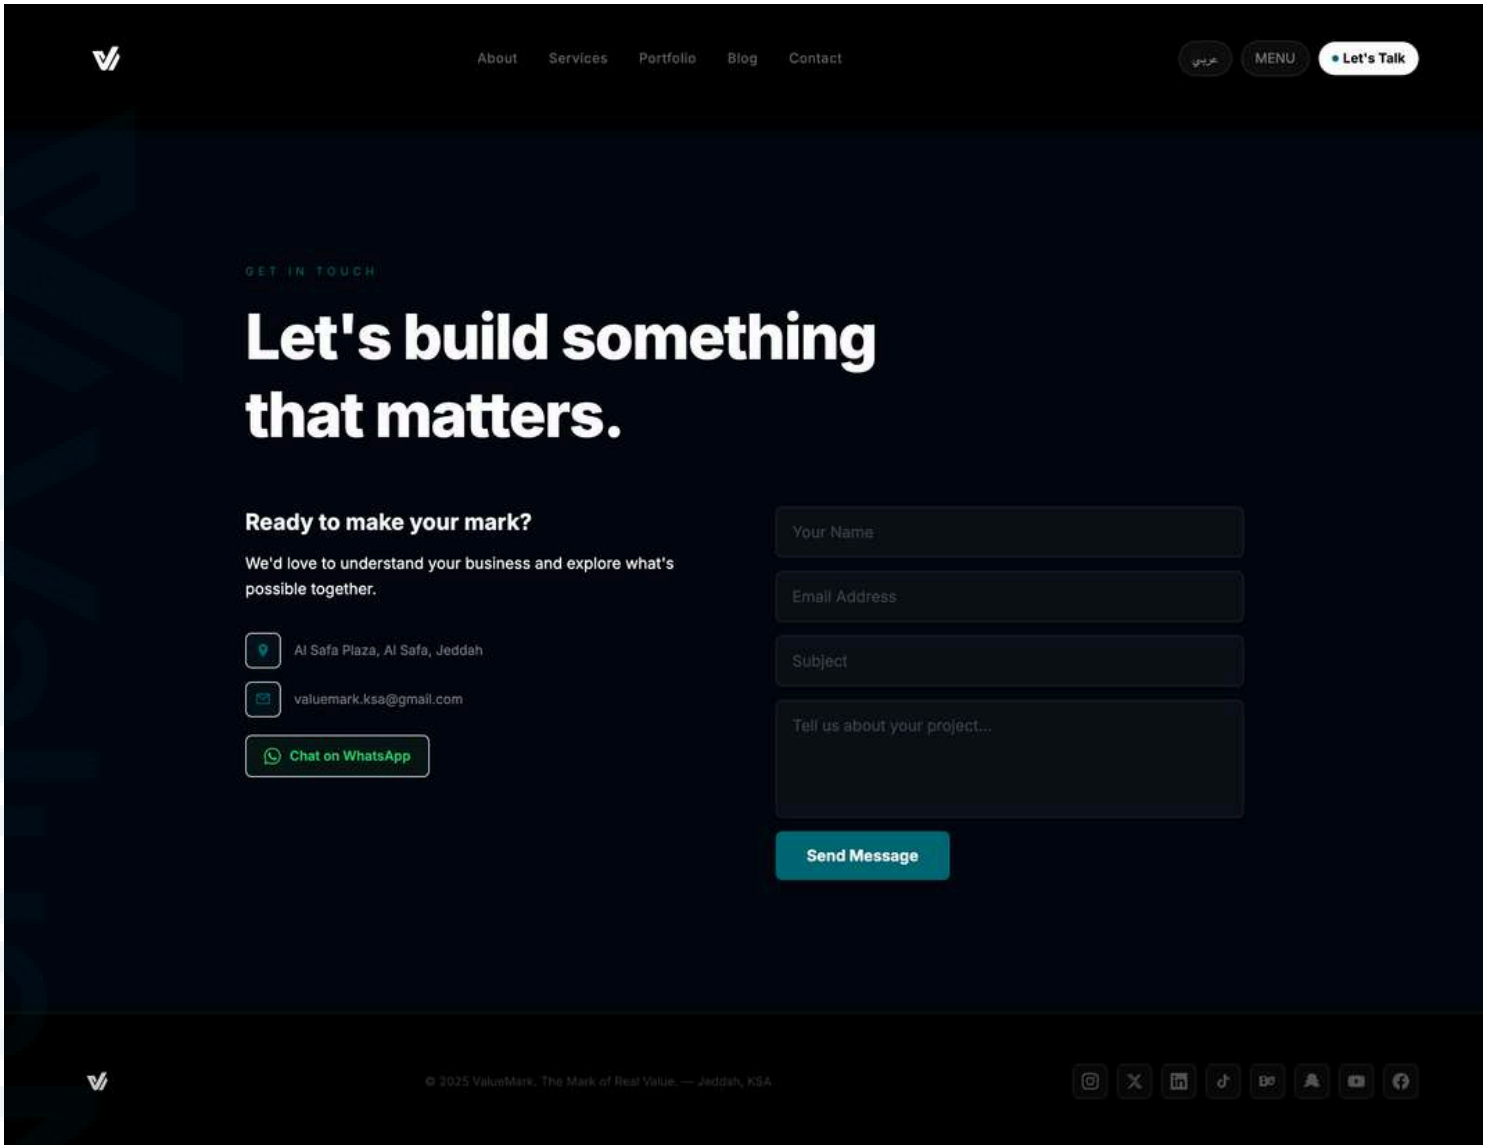 About
Services
Portfolio
Blog
Contact
عربي
MENU
Let's Talk
GET IN TOUCH
Let's build something
that matters.
Ready to make your mark?
We'd love to understand your business and explore what's
possible together.
Al Safa Plaza, Al Safa, Jeddah
valuemark.ksa@gmail.com
Chat on WhatsApp
Your Name
Email Address
Subject
Tell us about your project...
Send Message
© 2025 ValueMark. The Mark of Real Value. — Jeddah, KSA